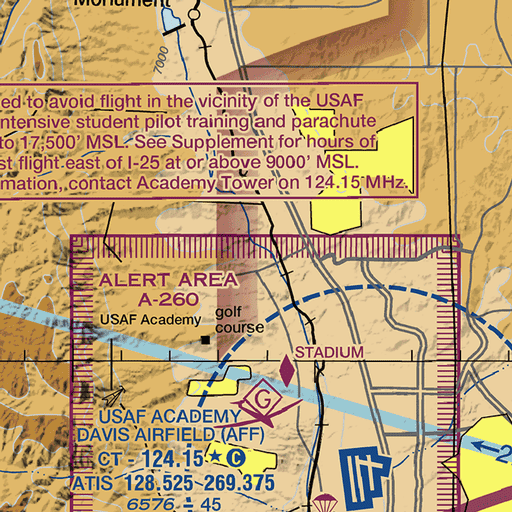 Monument
7000
ed to avoid flight in the vicinity of the USAF
ntensive student pilot training and parachute
to 17,500' MSL. See Supplement for hours of
st flight east of I-25 at or above 9000' MSL.
mation, contact Academy Tower on 124.15 MHz.
ALERT AREA
A-260
USAF Academy
golf
course
STADIUM
G
USAF ACADEMY
DAVIS AIRFIELD (AFF)
CT - 124.15 ★ C
ATIS 128.525 269.375
6576 - 45
2